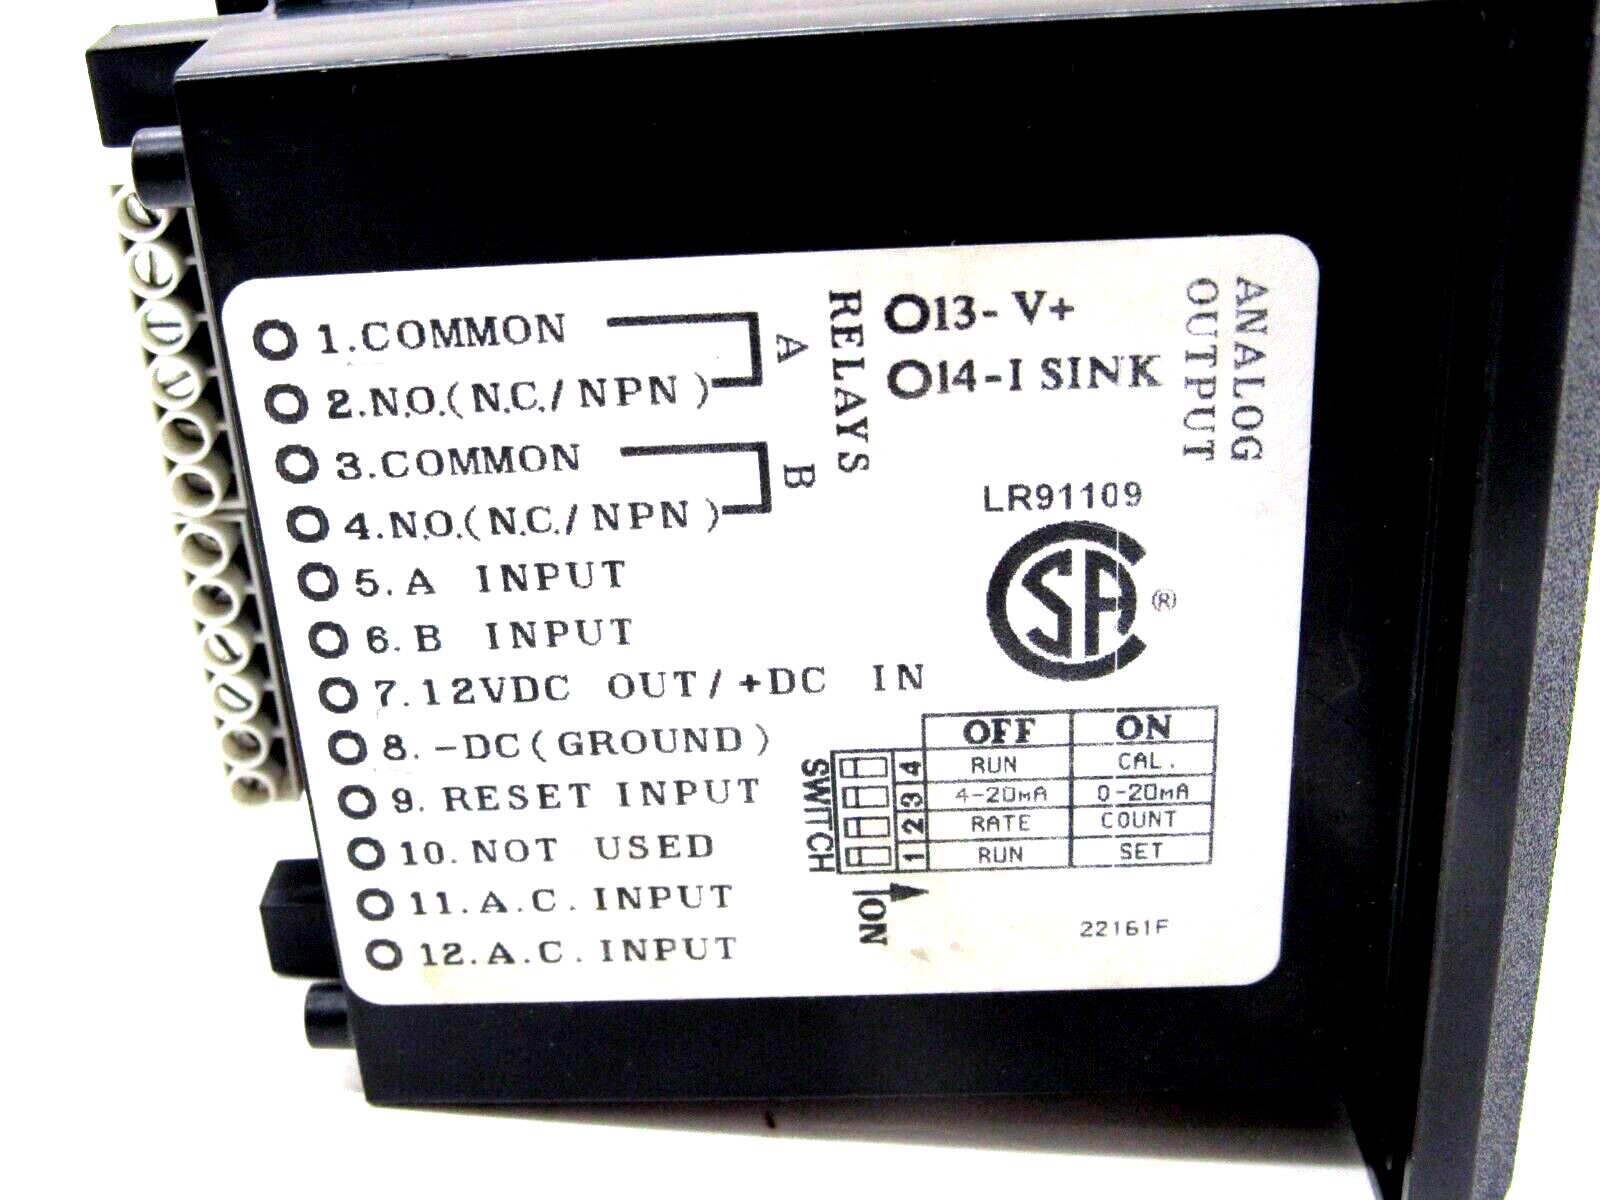 1.COMMON
2.N.O.(N.C./NPN)
A
3.COMMON
4.N.O.(N.C./NPN)
B
RELAYS
5.A INPUT
6.B INPUT
7.12VDC OUT/+DC IN
8.-DC(GROUND)
9. RESET INPUT
10. NOT USED
11.A.C. INPUT
12.A.C. INPUT
13- V+
14-I SINK
ANALOG
OUTPUT
LR91109
SA ®
OFF ON
4 RUN CAL.
3 4-20mA 0-20mA
2 RATE COUNT
1 RUN SET
SWITCH
ON
22161F